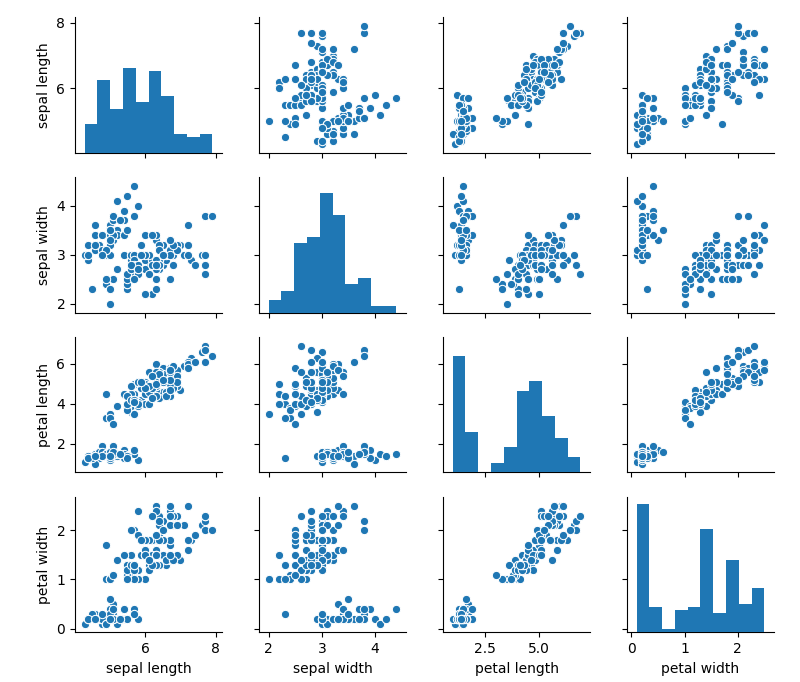 8
6
sepal length
4
3
2
sepal width
6
4
2
petal length
2
1
0
petal width
6 8
2 3 4
2.5 5.0
0 1 2
sepal length
sepal width
petal length
petal width